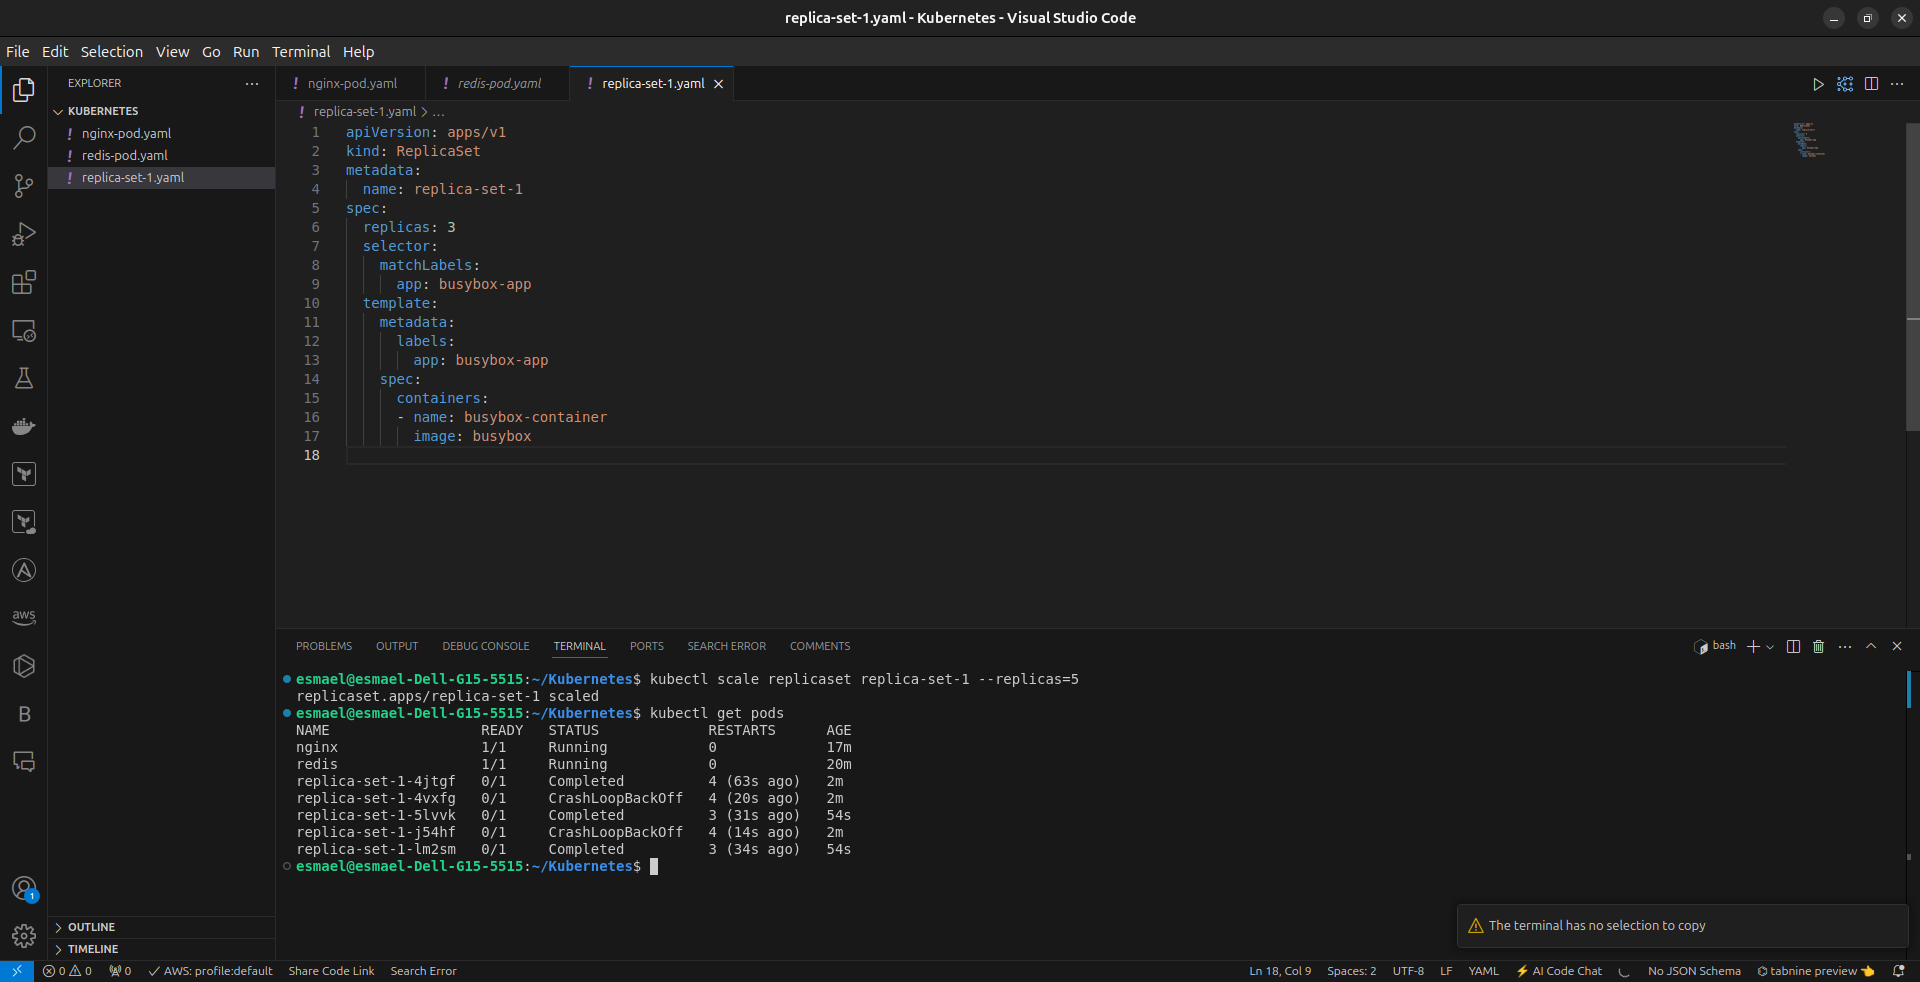 replica-set-1.yaml - Kubernetes - Visual Studio Code
File Edit Selection View Go Run Terminal Help
EXPLORER
KUBERNETES
! nginx-pod.yaml
! redis-pod.yaml
! replica-set-1.yaml
OUTLINE
TIMELINE
aws
B
1
! nginx-pod.yaml ! redis-pod.yaml ! replica-set-1.yaml
! replica-set-1.yaml > ...
1 apiVersion: apps/v1
2 kind: ReplicaSet
3 metadata:
4   name: replica-set-1
5 spec:
6   replicas: 3
7   selector:
8     matchLabels:
9       app: busybox-app
10   template:
11     metadata:
12       labels:
13         app: busybox-app
14     spec:
15       containers:
16       - name: busybox-container
17         image: busybox
18
PROBLEMS OUTPUT DEBUG CONSOLE TERMINAL PORTS SEARCH ERROR COMMENTS
bash
esmael@esmael-Dell-G15-5515:~/Kubernetes$ kubectl scale replicaset replica-set-1 --replicas=5
replicaset.apps/replica-set-1 scaled
esmael@esmael-Dell-G15-5515:~/Kubernetes$ kubectl get pods
NAME                  READY   STATUS             RESTARTS      AGE
nginx                 1/1     Running            0             17m
redis                 1/1     Running            0             20m
replica-set-1-4jtgf   0/1     Completed          4 (63s ago)   2m
replica-set-1-4vxfg   0/1     CrashLoopBackOff   4 (20s ago)   2m
replica-set-1-5lvvk   0/1     Completed          3 (31s ago)   54s
replica-set-1-j54hf   0/1     CrashLoopBackOff   4 (14s ago)   2m
replica-set-1-lm2sm   0/1     Completed          3 (34s ago)   54s
esmael@esmael-Dell-G15-5515:~/Kubernetes$
The terminal has no selection to copy
0 0 0 AWS: profile:default Share Code Link Search Error Ln 18, Col 9 Spaces: 2 UTF-8 LF YAML AI Code Chat No JSON Schema tabnine preview